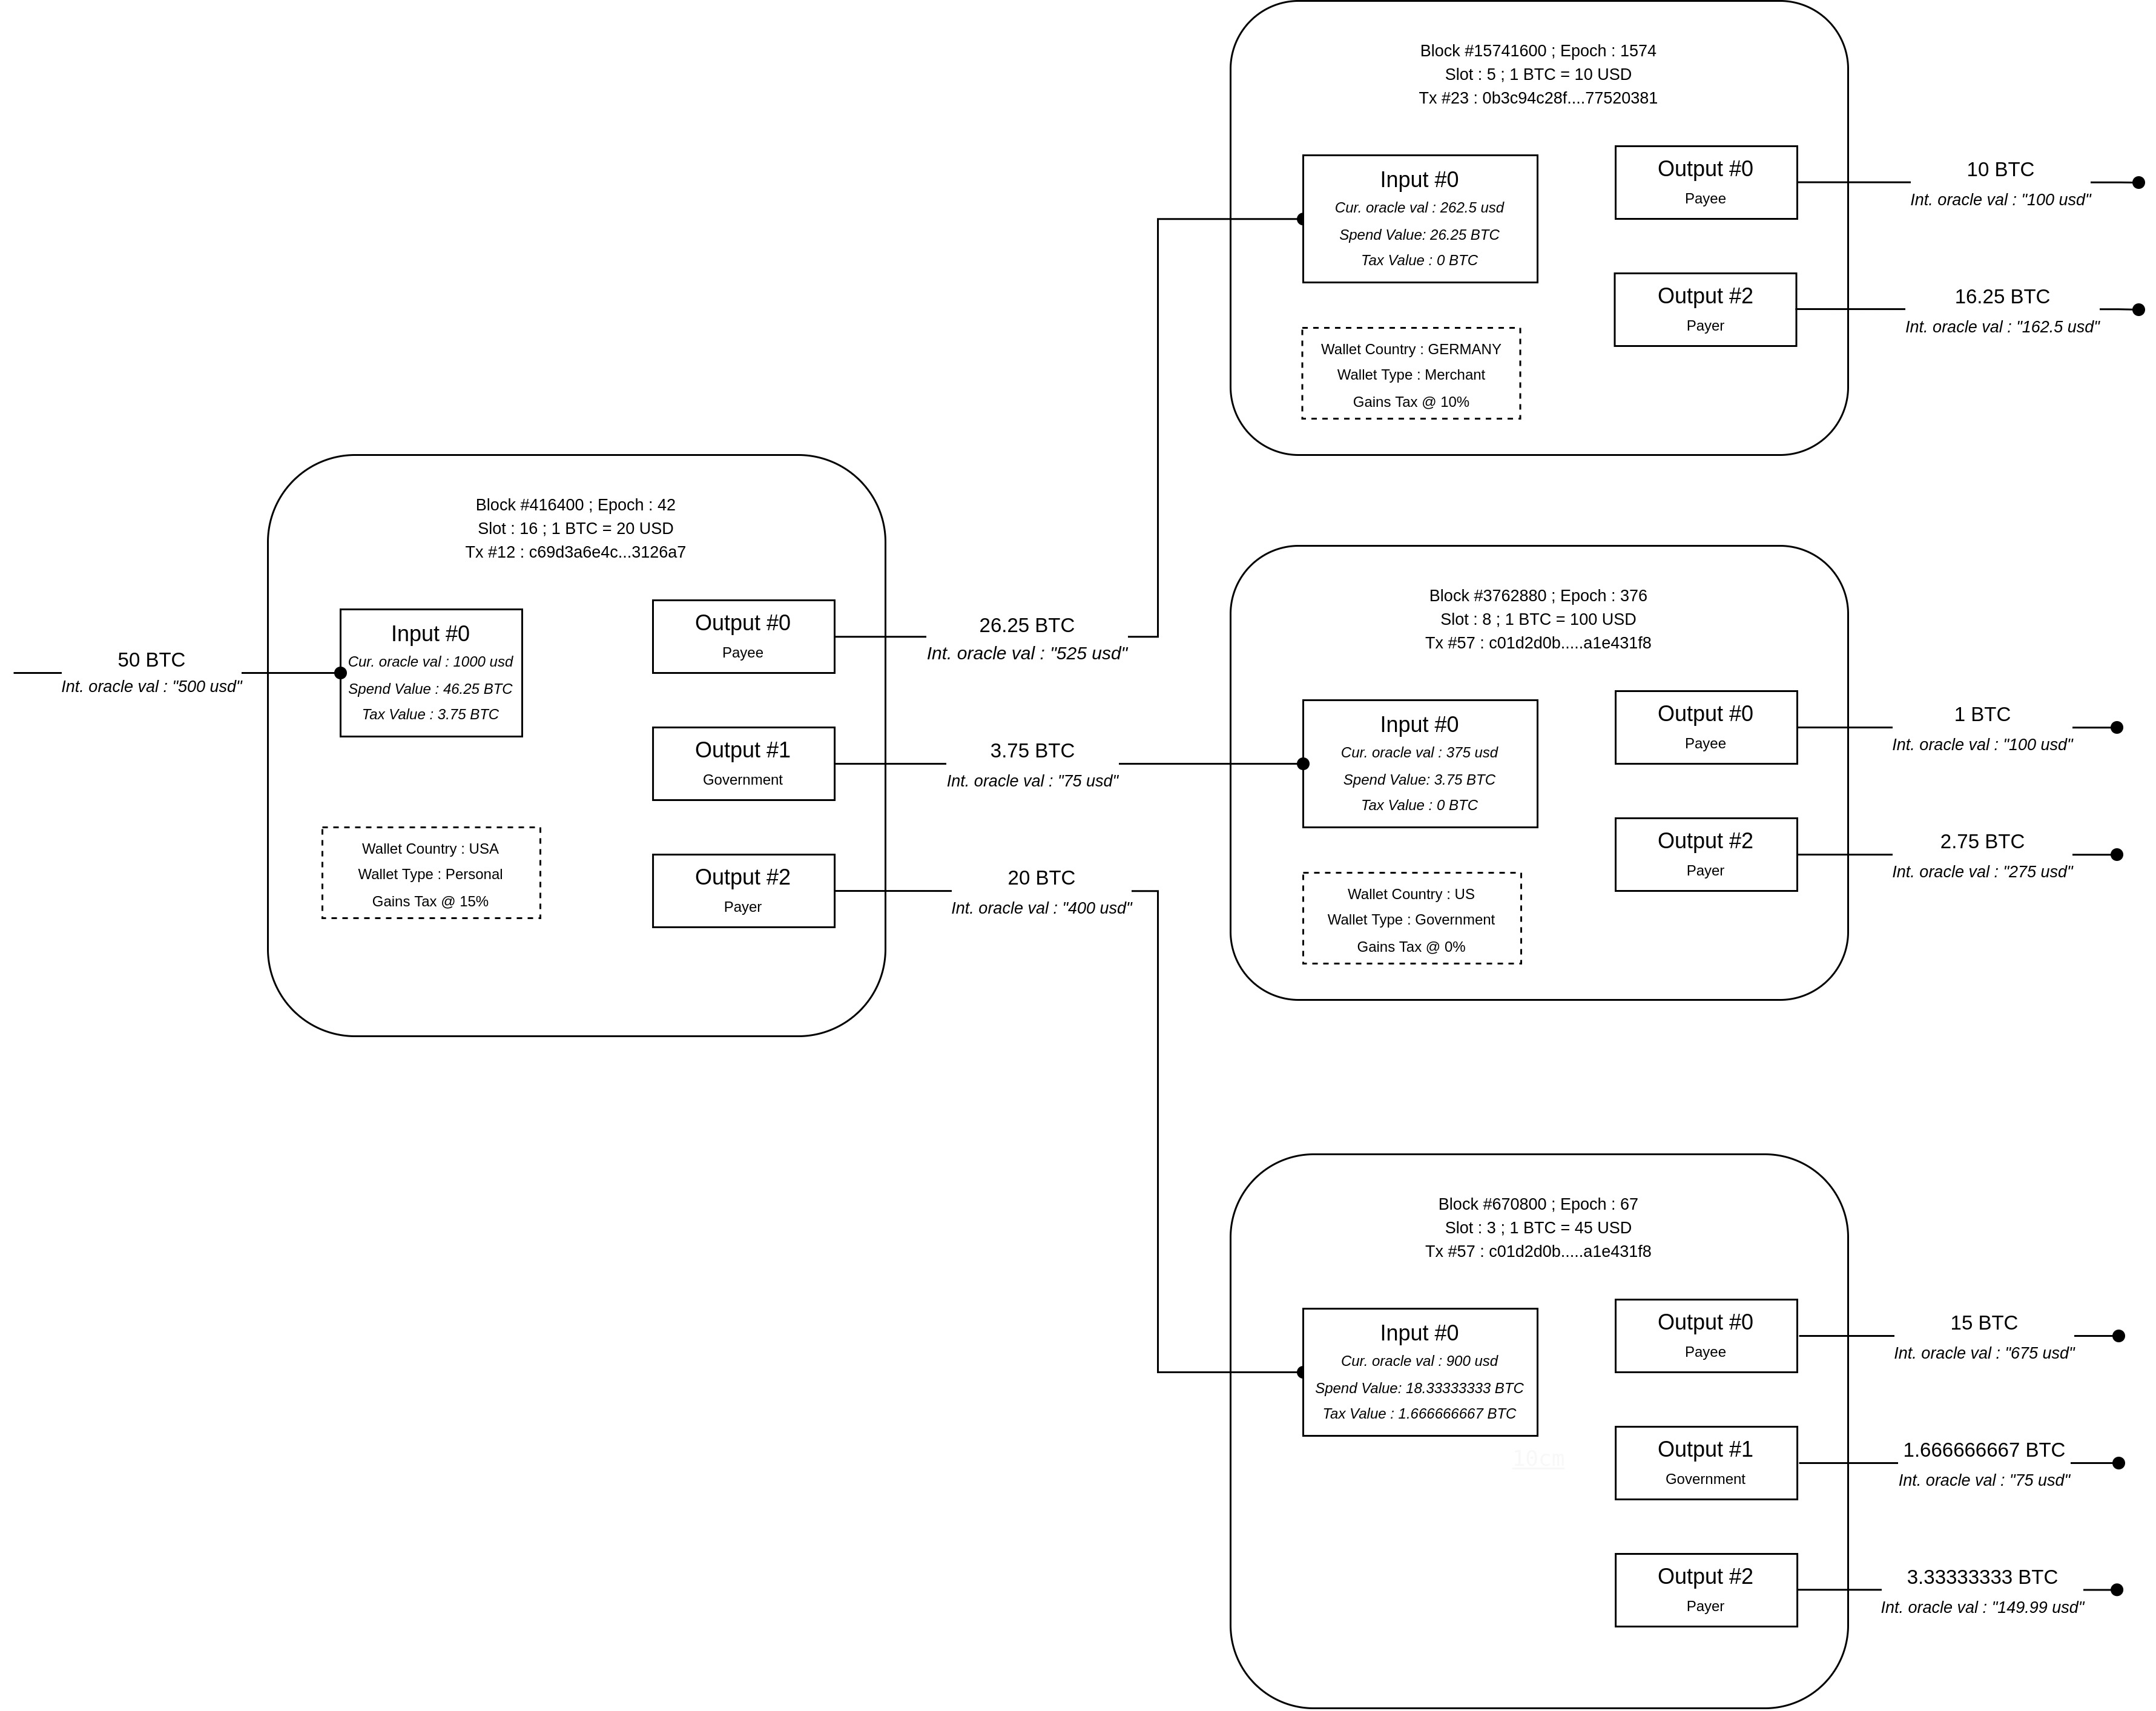 50 BTC
Int. oracle val : "500 usd"
Block #416400 ; Epoch : 42
Slot : 16 ; 1 BTC = 20 USD
Tx #12 : c69d3a6e4c...3126a7
Input #0
Cur. oracle val : 1000 usd
Spend Value : 46.25 BTC
Tax Value : 3.75 BTC
Wallet Country : USA
Wallet Type : Personal
Gains Tax @ 15%
Output #0
Payee
Output #1
Government
Output #2
Payer
26.25 BTC
Int. oracle val : "525 usd"
3.75 BTC
Int. oracle val : "75 usd"
20 BTC
Int. oracle val : "400 usd"
Block #15741600 ; Epoch : 1574
Slot : 5 ; 1 BTC = 10 USD
Tx #23 : 0b3c94c28f....77520381
Input #0
Cur. oracle val : 262.5 usd
Spend Value: 26.25 BTC
Tax Value : 0 BTC
Wallet Country : GERMANY
Wallet Type : Merchant
Gains Tax @ 10%
Output #0
Payee
Output #2
Payer
10 BTC
Int. oracle val : "100 usd"
16.25 BTC
Int. oracle val : "162.5 usd"
Block #3762880 ; Epoch : 376
Slot : 8 ; 1 BTC = 100 USD
Tx #57 : c01d2d0b.....a1e431f8
Input #0
Cur. oracle val : 375 usd
Spend Value: 3.75 BTC
Tax Value : 0 BTC
Wallet Country : US
Wallet Type : Government
Gains Tax @ 0%
Output #0
Payee
Output #2
Payer
1 BTC
Int. oracle val : "100 usd"
2.75 BTC
Int. oracle val : "275 usd"
Block #670800 ; Epoch : 67
Slot : 3 ; 1 BTC = 45 USD
Tx #57 : c01d2d0b.....a1e431f8
Input #0
Cur. oracle val : 900 usd
Spend Value: 18.33333333 BTC
Tax Value : 1.666666667 BTC
10cm
Output #0
Payee
Output #1
Government
Output #2
Payer
15 BTC
Int. oracle val : "675 usd"
1.666666667 BTC
Int. oracle val : "75 usd"
3.33333333 BTC
Int. oracle val : "149.99 usd"